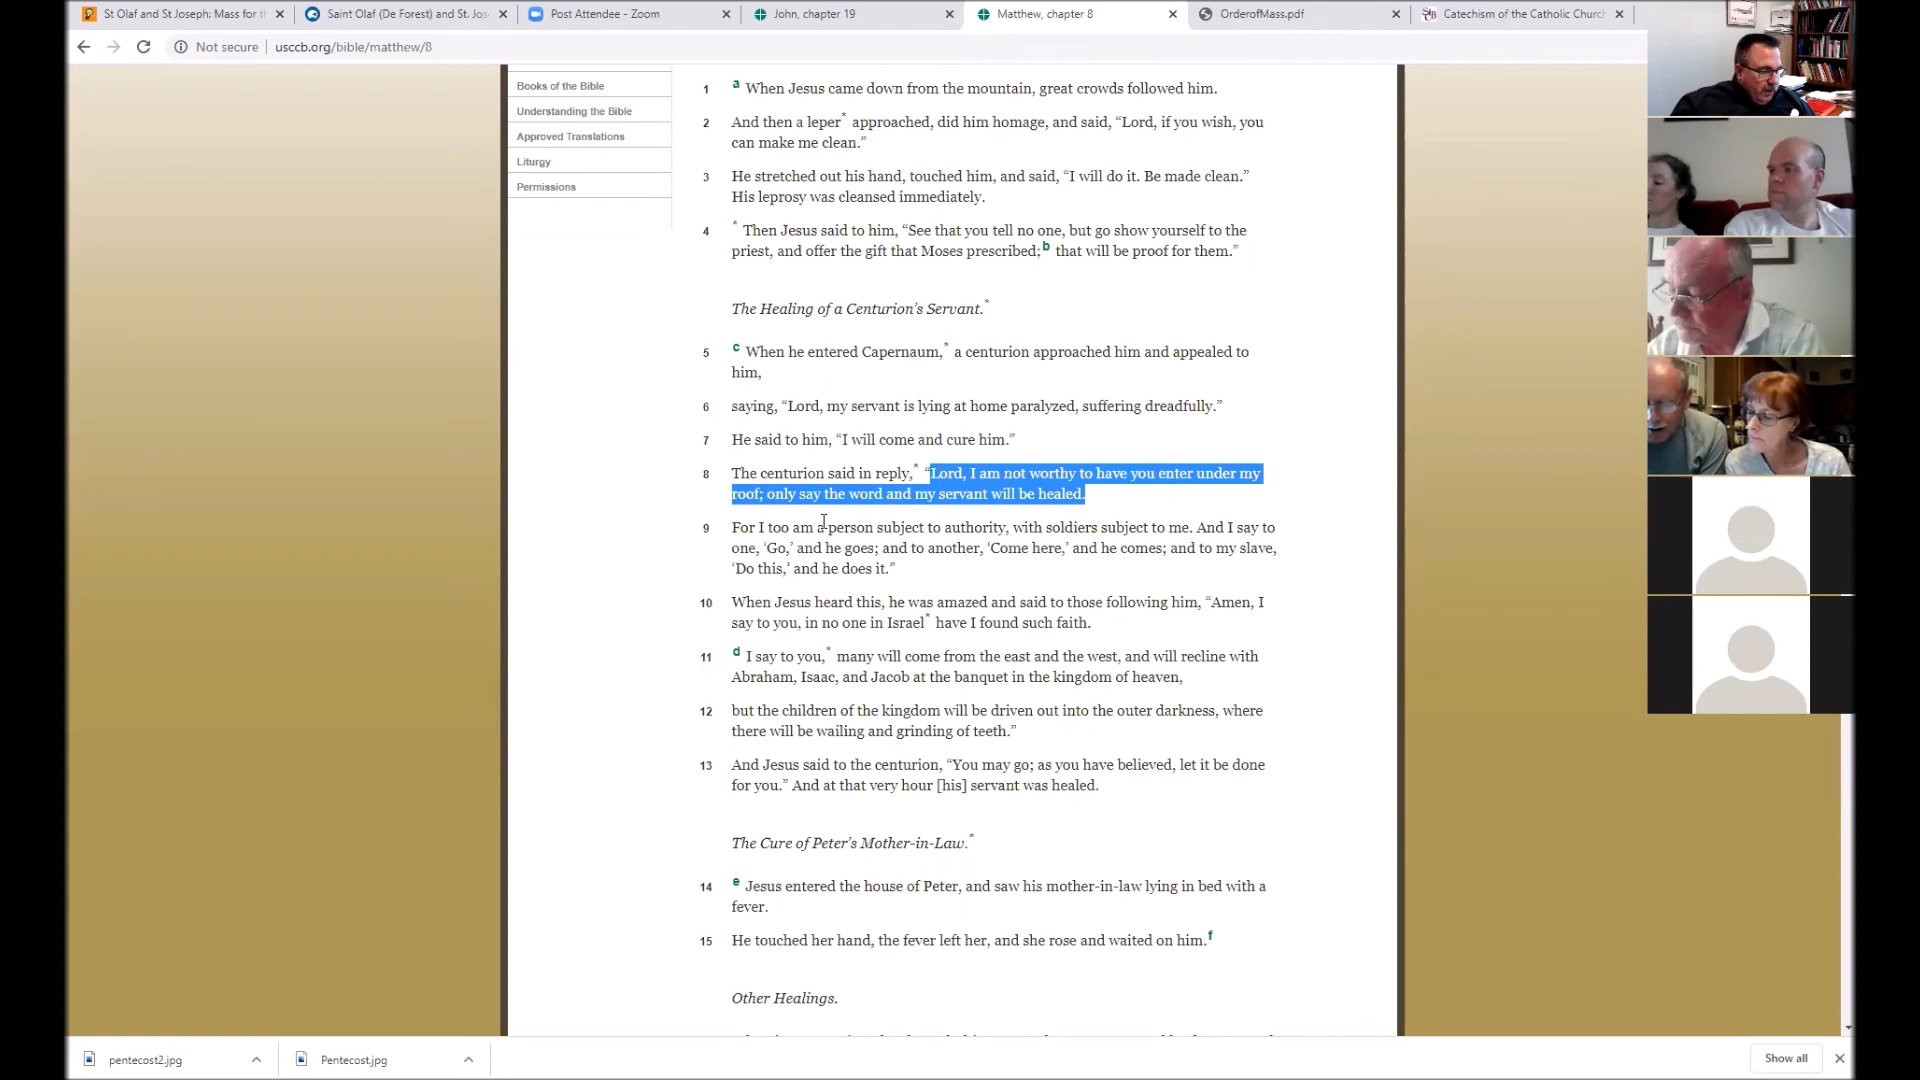 St Olaf and St Joseph: Mass for th
Saint Olaf (De Forest) and St. Jos
Post Attendee - Zoom
John, chapter 19
Matthew, chapter 8
OrderofMass.pdf
Catechism of the Catholic Church
Not secure
usccb.org/bible/matthew/8
Books of the Bible
Understanding the Bible
Approved Translations
Liturgy
Permissions
1 a When Jesus came down from the mountain, great crowds followed him.
2 And then a leper* approached, did him homage, and said, “Lord, if you wish, you
can make me clean.”
3 He stretched out his hand, touched him, and said, “I will do it. Be made clean.”
His leprosy was cleansed immediately.
4 * Then Jesus said to him, “See that you tell no one, but go show yourself to the
priest, and offer the gift that Moses prescribed;b that will be proof for them.”
The Healing of a Centurion’s Servant.*
5 c When he entered Capernaum,* a centurion approached him and appealed to
him,
6 saying, “Lord, my servant is lying at home paralyzed, suffering dreadfully.”
7 He said to him, “I will come and cure him.”
8 The centurion said in reply,* “Lord, I am not worthy to have you enter under my
roof; only say the word and my servant will be healed.
9 For I too am a person subject to authority, with soldiers subject to me. And I say to
one, ‘Go,’ and he goes; and to another, ‘Come here,’ and he comes; and to my slave,
‘Do this,’ and he does it.”
10 When Jesus heard this, he was amazed and said to those following him, “Amen, I
say to you, in no one in Israel* have I found such faith.
11 d I say to you,* many will come from the east and the west, and will recline with
Abraham, Isaac, and Jacob at the banquet in the kingdom of heaven,
12 but the children of the kingdom will be driven out into the outer darkness, where
there will be wailing and grinding of teeth.”
13 And Jesus said to the centurion, “You may go; as you have believed, let it be done
for you.” And at that very hour [his] servant was healed.
The Cure of Peter’s Mother-in-Law.*
14 e Jesus entered the house of Peter, and saw his mother-in-law lying in bed with a
fever.
15 He touched her hand, the fever left her, and she rose and waited on him.f
Other Healings.
pentecost2.jpg
Pentecost.jpg
Show all